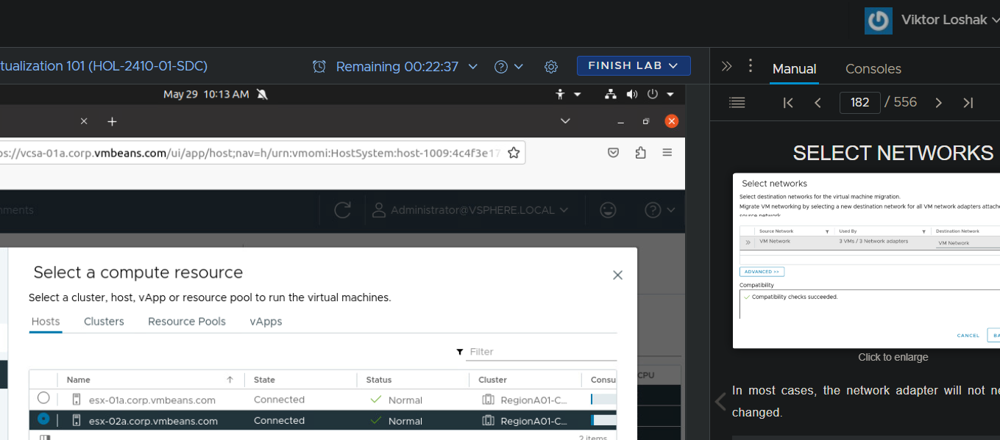 Viktor Loshak
tualization 101 (HOL-2410-01-SDC)
Remaining 00:22:37
FINISH LAB
Manual
Consoles
May 29 10:13 AM
182 / 556
ps://vcsa-01a.corp.vmbeans.com/ui/app/host;nav=h/urn:vmomi:HostSystem:host-1009:4c4f3e17
mments
Administrator@VSPHERE.LOCAL
Select a compute resource
Select a cluster, host, vApp or resource pool to run the virtual machines.
Hosts
Clusters
Resource Pools
vApps
Filter
Name
State
Status
Cluster
Consu
CPU
esx-01a.corp.vmbeans.com
Connected
Normal
RegionA01-C...
esx-02a.corp.vmbeans.com
Connected
Normal
RegionA01-C...
2 items
SELECT NETWORKS
Select networks
Select destination networks for the virtual machine migration.
Migrate VM networking by selecting a new destination network for all VM network adapters attache
source network.
Source Network
Used By
Destination Network
VM Network
3 VMs / 3 Network adapters
VM Network
ADVANCED >>
Compatibility
Compatibility checks succeeded.
CANCEL
BA
Click to enlarge
In most cases, the network adapter will not ne
changed.